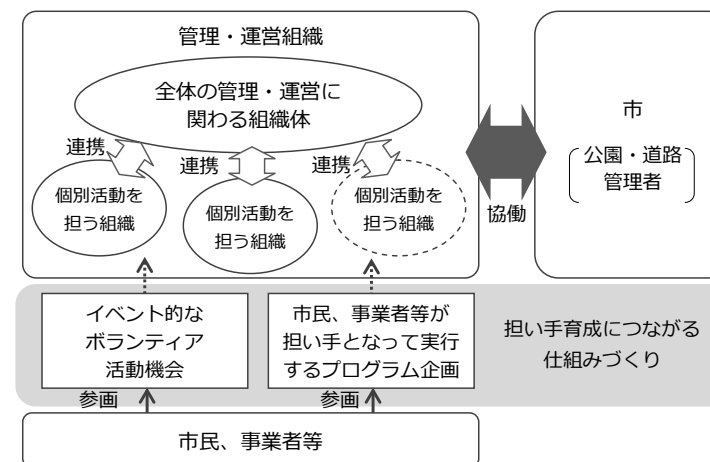 管理・運営組織
全体の管理・運営に
関わる組織体
連携
連携
連携
個別活動を
担う組織
個別活動を
担う組織
個別活動を
担う組織
協働
市
公園・道路
管理者
イベント的な
ボランティア
活動機会
市民、事業者等が
担い手となって実行
するプログラム企画
担い手育成につながる
仕組みづくり
参画
参画
市民、事業者等